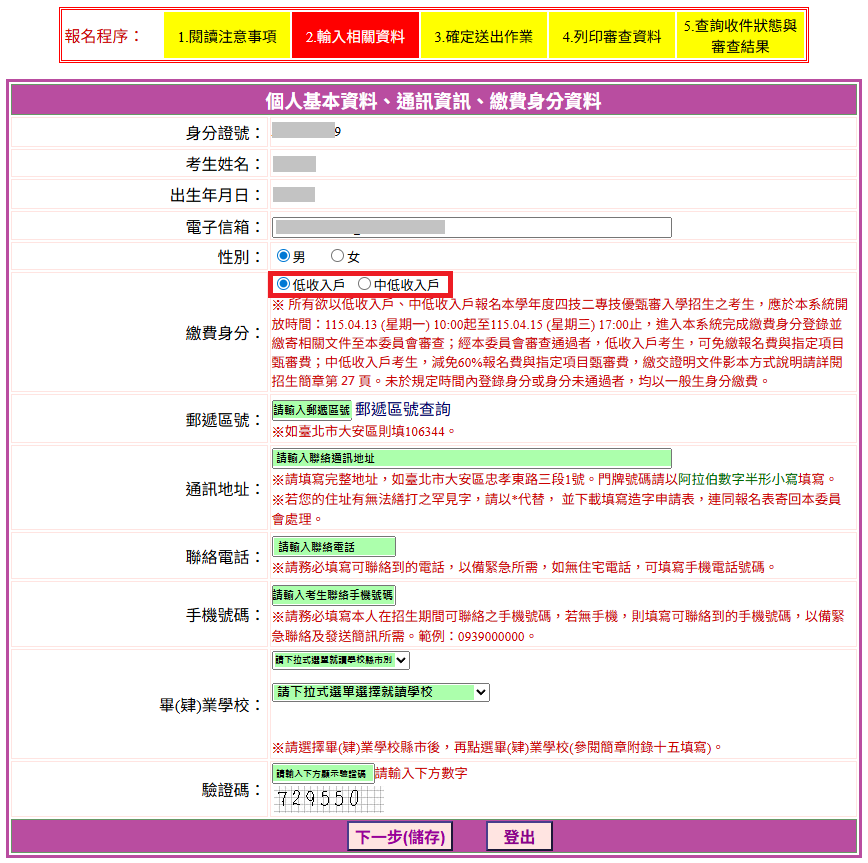 報名程序：
1.閱讀注意事項
2.輸入相關資料
3.確定送出作業
4.列印審查資料
5.查詢收件狀態與
審查結果
個人基本資料、通訊資訊、繳費身分資料
身分證號： 9
考生姓名：
出生年月日：
電子信箱： _
性別： 男 女
低收入戶 中低收入戶
繳費身分：
※ 所有欲以低收入戶、中低收入戶報名本學年度四技二專技優甄審入學招生之考生，應於本系統開
放時間：115.04.13 (星期一) 10:00起至115.04.15 (星期三) 17:00止，進入本系統完成繳費身分登錄並
繳寄相關文件至本委員會審查；經本委員會審查通過者，低收入戶考生，可免繳報名費與指定項目
甄審費；中低收入戶考生，減免60%報名費與指定項目甄審費，繳交證明文件影本方式說明請詳閱
招生簡章第 27 頁。未於規定時間內登錄身分或身分未通過者，均以一般生身分繳費。
郵遞區號： 請輸入郵遞區號 郵遞區號查詢
※如臺北市大安區則填106344。
通訊地址： 請輸入聯絡通訊地址
※請填寫完整地址，如臺北市大安區忠孝東路三段1號。門牌號碼請以阿拉伯數字半形小寫填寫。
※若您的住址有無法繕打之罕見字，請以*代替， 並下載填寫造字申請表，連同報名表寄回本委員
會處理。
聯絡電話： 請輸入聯絡電話
※請務必填寫可聯絡到的電話，以備緊急所需，如無住宅電話，可填寫手機電話號碼。
手機號碼： 請輸入考生聯絡手機號碼
※請務必填寫本人在招生期間可聯絡之手機號碼，若無手機，則填寫可聯絡到的手機號碼，以備緊
急聯絡及發送簡訊所需。範例：0939000000。
畢(肄)業學校： 請下拉式選單就讀學校縣市別
請下拉式選單選擇就讀學校
※請選擇畢(肄)業學校縣市後，再點選畢(肄)業學校(參閱簡章附錄十五填寫)。
驗證碼： 請輸入下方顯示驗證碼 請輸入下方數字
729550
下一步(儲存) 登出